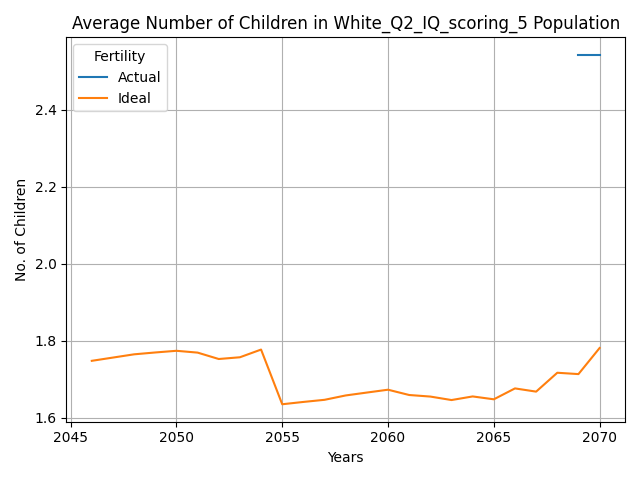 Average Number of Children in White_Q2_IQ_scoring_5 Population
Fertility
Actual
Ideal
No. of Children
2.4
2.2
2.0
1.8
1.6
2045 2050 2055 2060 2065 2070
Years